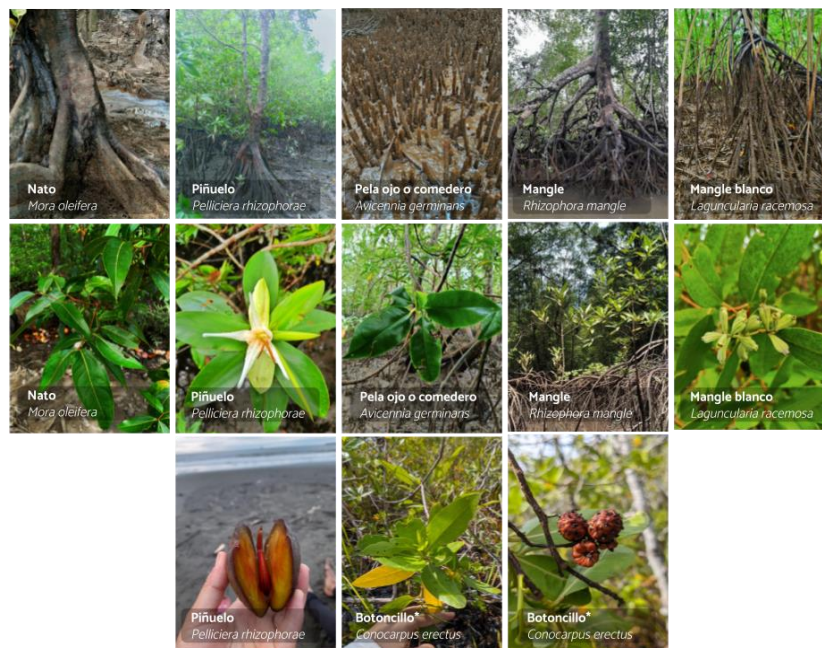 Nato
Mora oleifera
Piñuelo
Pelliciera rhizophorae
Pela ojo o comedero
Avicennia germinans
Mangle
Rhizophora mangle
Mangle blanco
Laguncularia racemosa
Nato
Mora oleifera
Piñuelo
Pelliciera rhizophorae
Pela ojo o comedero
Avicennia germinans
Mangle
Rhizophora mangle
Mangle blanco
Laguncularia racemosa
Piñuelo
Pelliciera rhizophorae
Botoncillo*
Conocarpus erectus
Botoncillo*
Conocarpus erectus